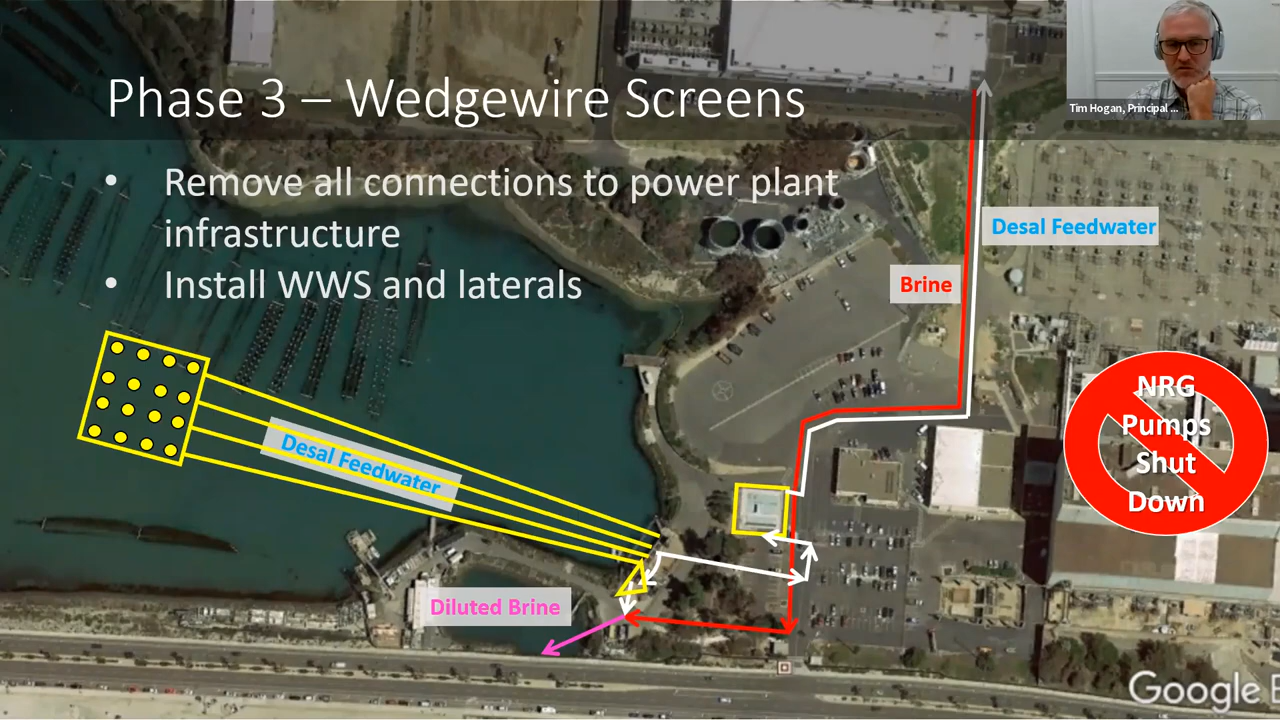 Phase 3 – Wedgewire Screens
Tim Hogan, Principal ...
• Remove all connections to power plant
infrastructure
• Install WWS and laterals
Desal Feedwater
Brine
NRG
Pumps
Shut
Down
Desal Feedwater
Diluted Brine
Google E